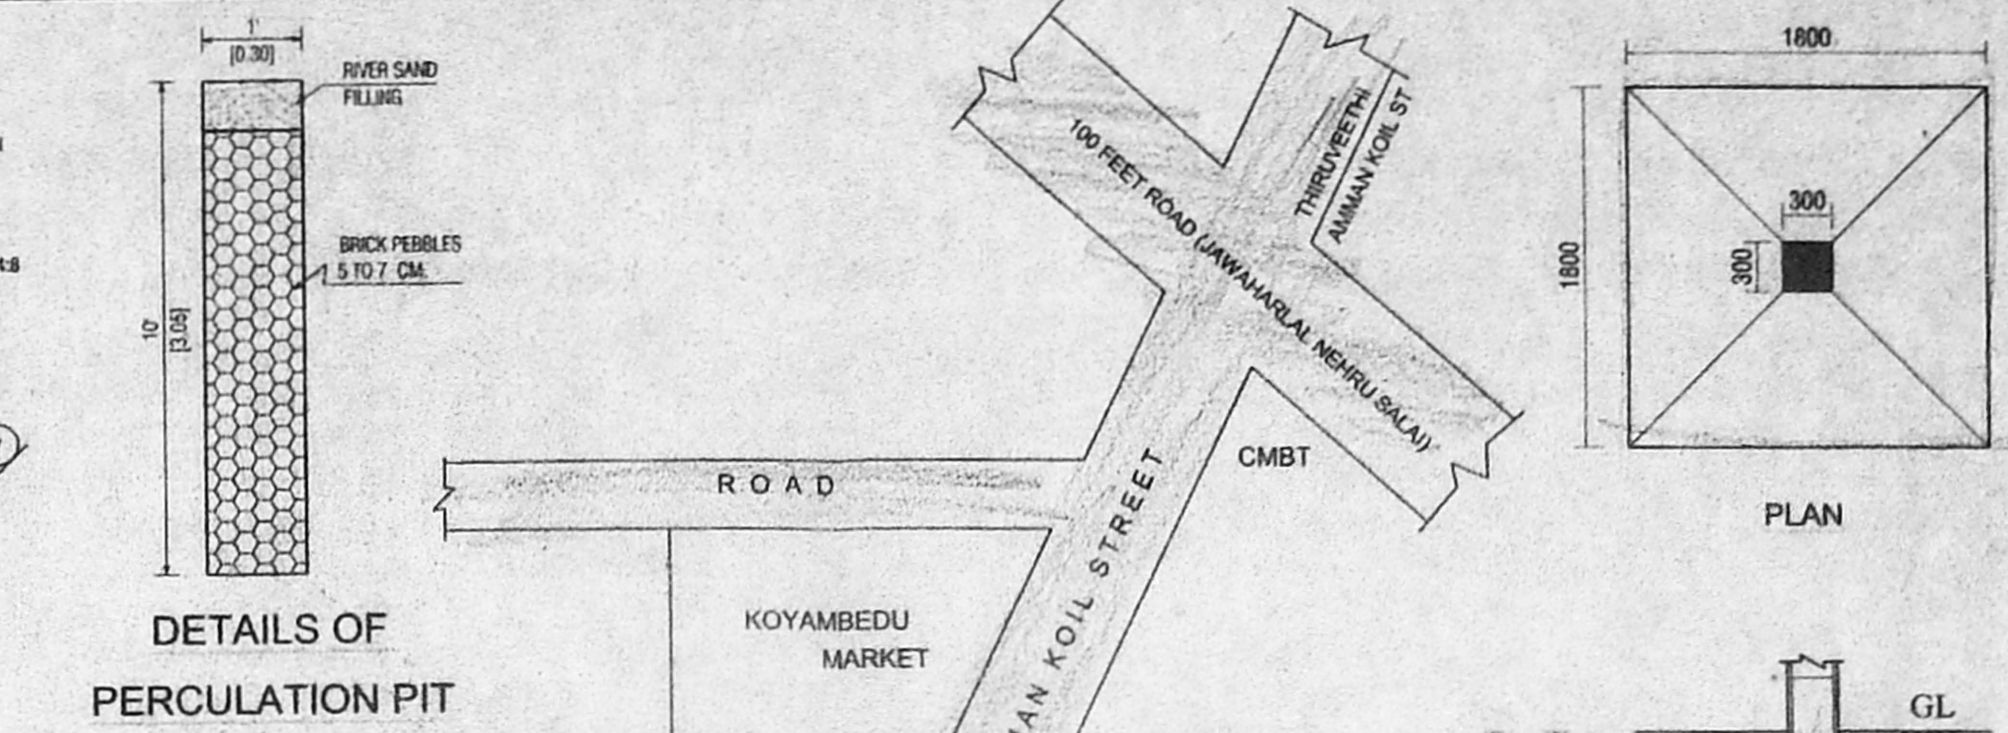 1'
[0.30]
RIVER SAND
FILLING
BRICK PEBBLES
5 TO 7 CM.
10'
[3.05]
DETAILS OF
PERCULATION PIT
100 FEET ROAD (JAWAHARLAL NEHRU SALAI)
THIRUVEETHI
AMMAN KOIL ST
ROAD
CMBT
KOYAMBEDU
MARKET
KOIL STREET
1800
1800
300
300
PLAN
GL